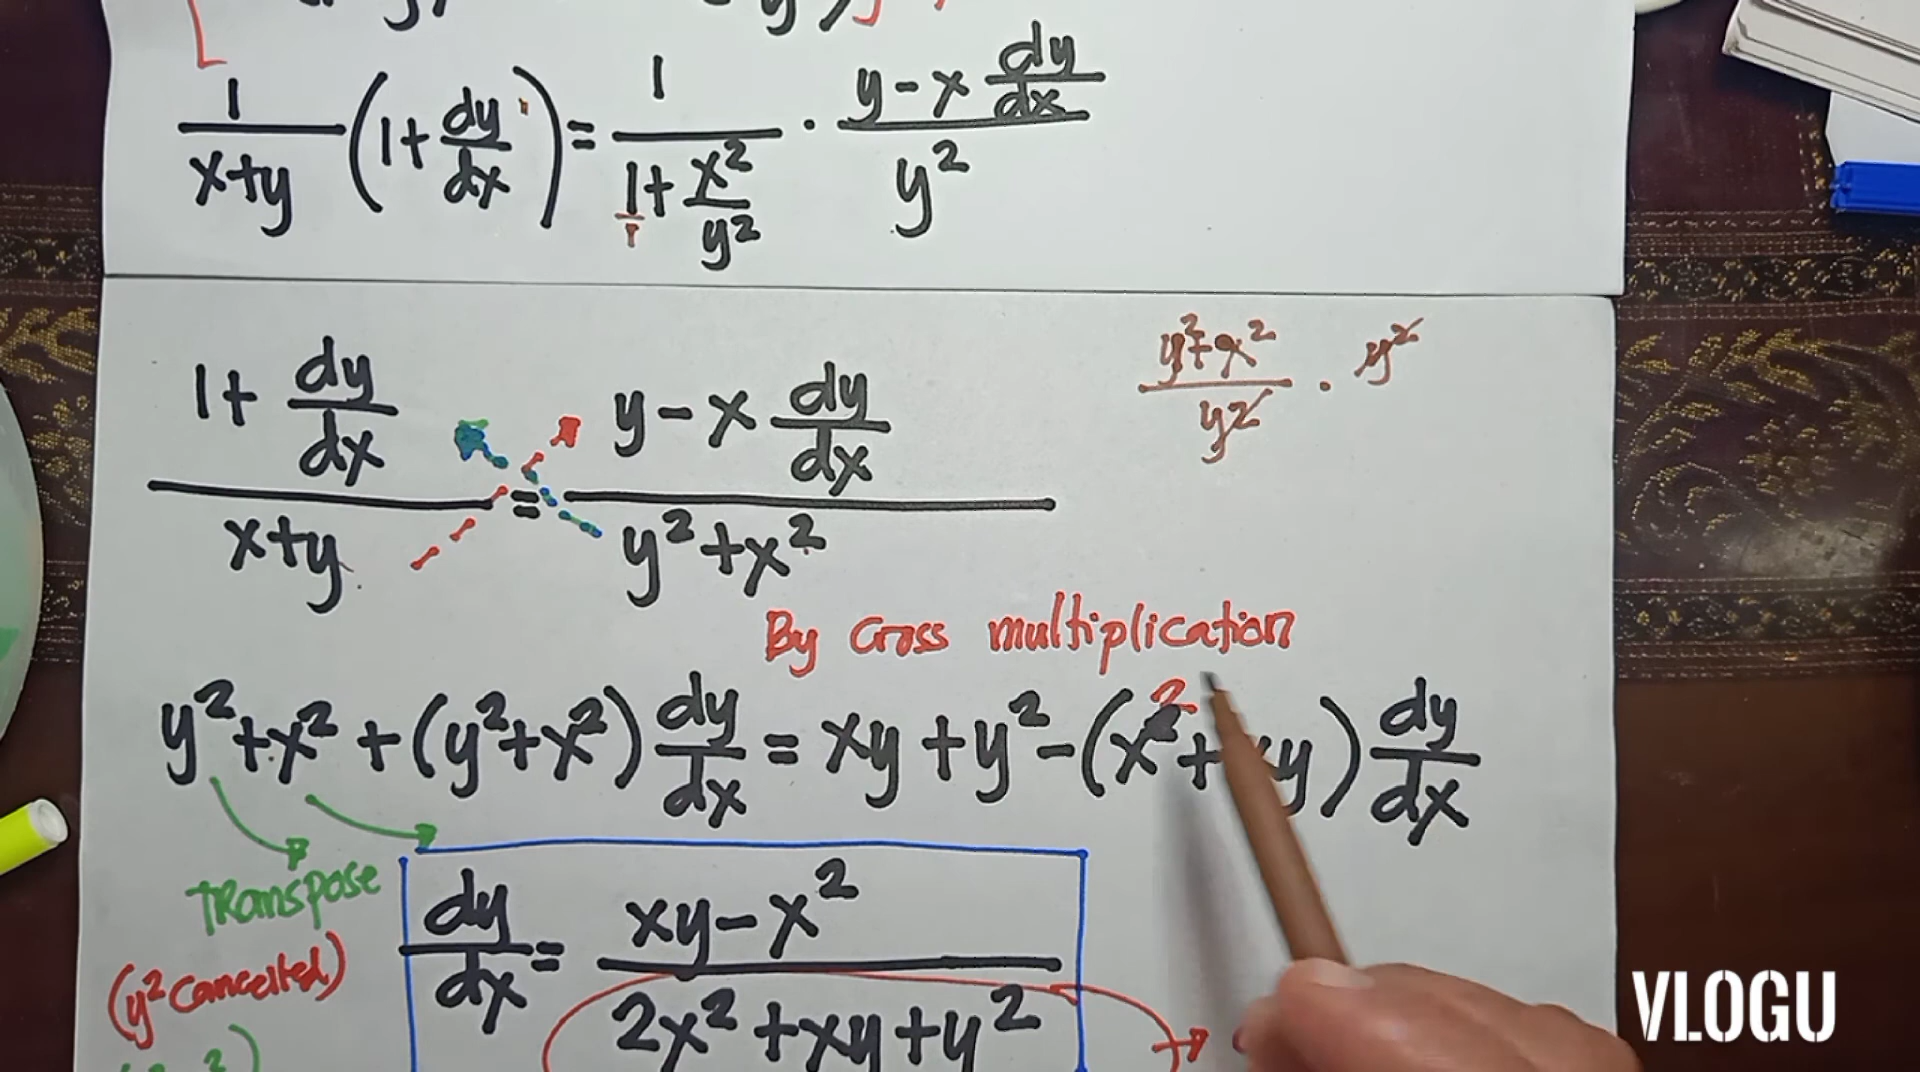 1/(x+y) (1+ dy/dx) = 1/(1+ x²/y²) · (y-x dy/dx)/y²
(1+ dy/dx)/(x+y) = (y-x dy/dx)/(y²+x²)
(y²+x²)/y² · y²
By cross multiplication
y²+x² + (y²+x²) dy/dx = xy+y²-(x²+xy) dy/dx
Transpose
(y² cancelled)
dy/dx = (xy-x²)/(2x²+xy+y²)
VLOGU